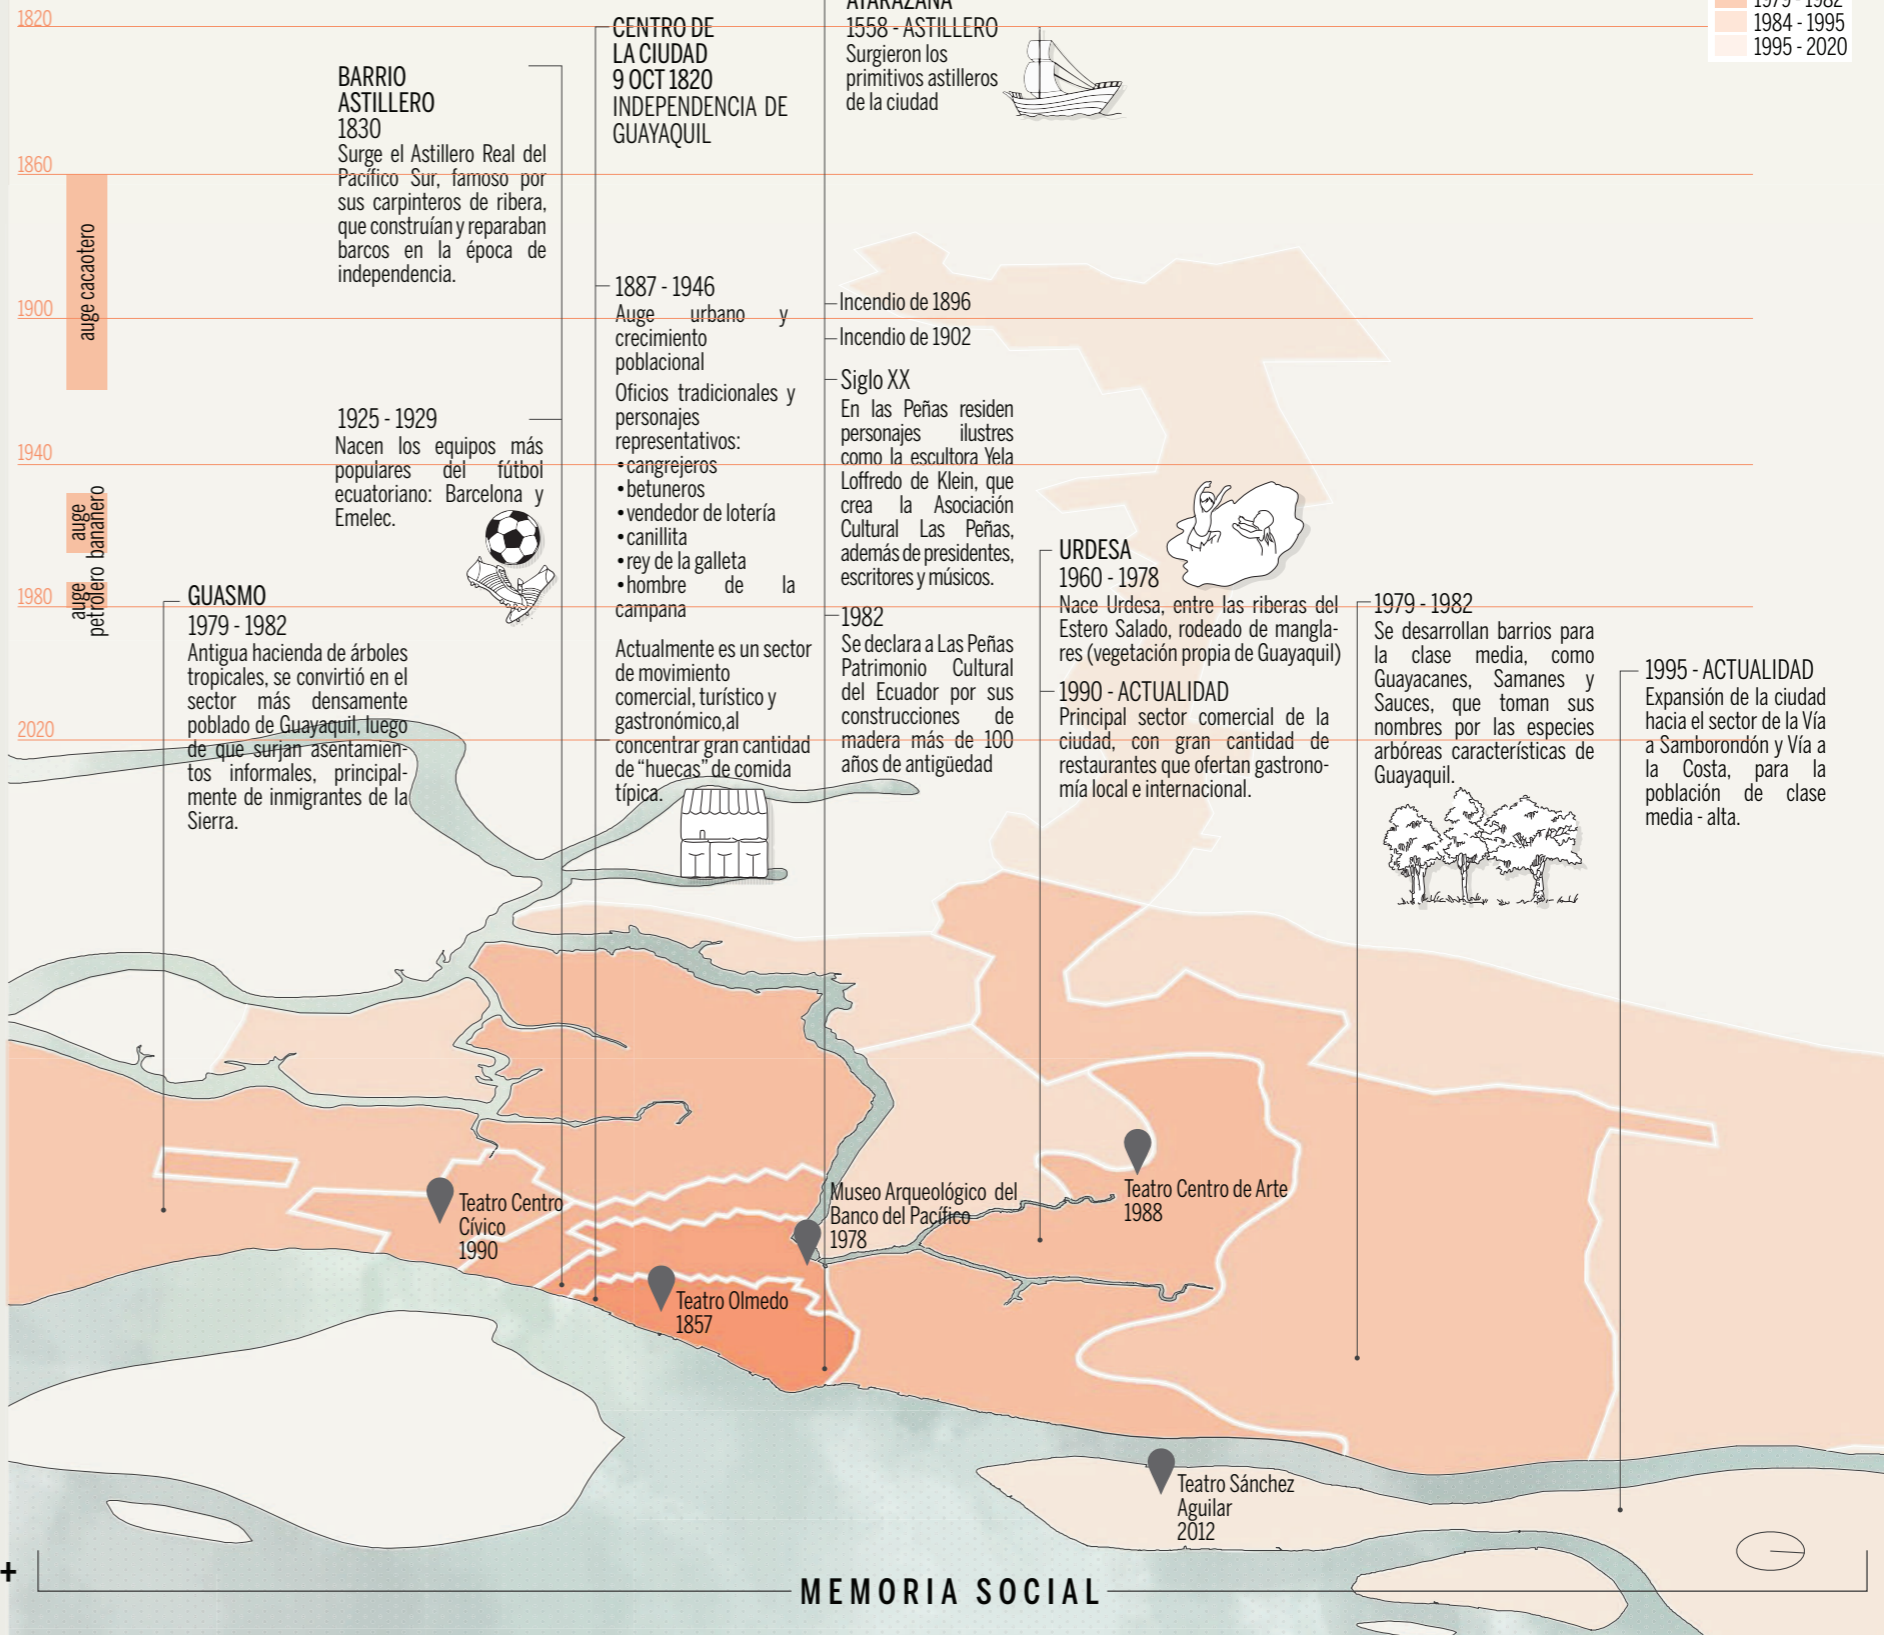 1820
1860
1900
1940
1980
2020
auge cacaotero
auge
bananero
auge
petrolero
1979 - 1982
1984 - 1995
1995 - 2020
GUASMO
1979 - 1982
Antigua hacienda de árboles
tropicales, se convirtió en el
sector más densamente
poblado de Guayaquil, luego
de que surjan asentamien-
tos informales, principal-
mente de inmigrantes de la
Sierra.
BARRIO
ASTILLERO
1830
Surge el Astillero Real del
Pacífico Sur, famoso por
sus carpinteros de ribera,
que construían y reparaban
barcos en la época de
independencia.
1925 - 1929
Nacen los equipos más
populares del fútbol
ecuatoriano: Barcelona y
Emelec.
CENTRO DE
LA CIUDAD
9 OCT 1820
INDEPENDENCIA DE
GUAYAQUIL
1887 - 1946
Auge urbano y
crecimiento
poblacional
Oficios tradicionales y
personajes
representativos:
•cangrejeros
•betuneros
•vendedor de lotería
•canillita
•rey de la galleta
•hombre de la
campana
Actualmente es un sector
de movimiento
comercial, turístico y
gastronómico,al
concentrar gran cantidad
de “huecas” de comida
típica.
ATARAZANA
1558 - ASTILLERO
Surgieron los
primitivos astilleros
de la ciudad
Incendio de 1896
Incendio de 1902
Siglo XX
En las Peñas residen
personajes ilustres
como la escultora Yela
Loffredo de Klein, que
crea la Asociación
Cultural Las Peñas,
además de presidentes,
escritores y músicos.
1982
Se declara a Las Peñas
Patrimonio Cultural
del Ecuador por sus
construcciones de
madera más de 100
años de antigüedad
URDESA
1960 - 1978
Nace Urdesa, entre las riberas del
Estero Salado, rodeado de mangla-
res (vegetación propia de Guayaquil)
1990 - ACTUALIDAD
Principal sector comercial de la
ciudad, con gran cantidad de
restaurantes que ofertan gastrono-
mía local e internacional.
1979 - 1982
Se desarrollan barrios para
la clase media, como
Guayacanes, Samanes y
Sauces, que toman sus
nombres por las especies
arbóreas características de
Guayaquil.
1995 - ACTUALIDAD
Expansión de la ciudad
hacia el sector de la Vía
a Samborondón y Vía a
la Costa, para la
población de clase
media - alta.
Teatro Centro
Cívico
1990
Teatro Olmedo
1857
Museo Arqueológico del
Banco del Pacífico
1978
Teatro Centro de Arte
1988
Teatro Sánchez
Aguilar
2012
+
MEMORIA SOCIAL